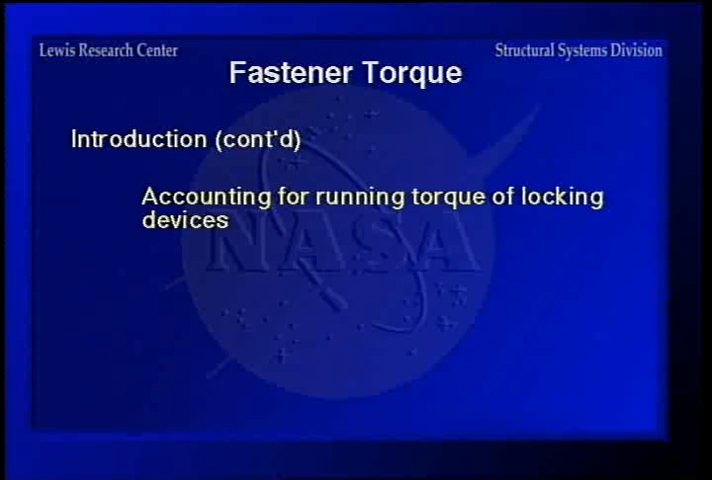 Lewis Research Center
Structural Systems Division
Fastener Torque
Introduction (cont'd)
Accounting for running torque of locking
devices
NASA